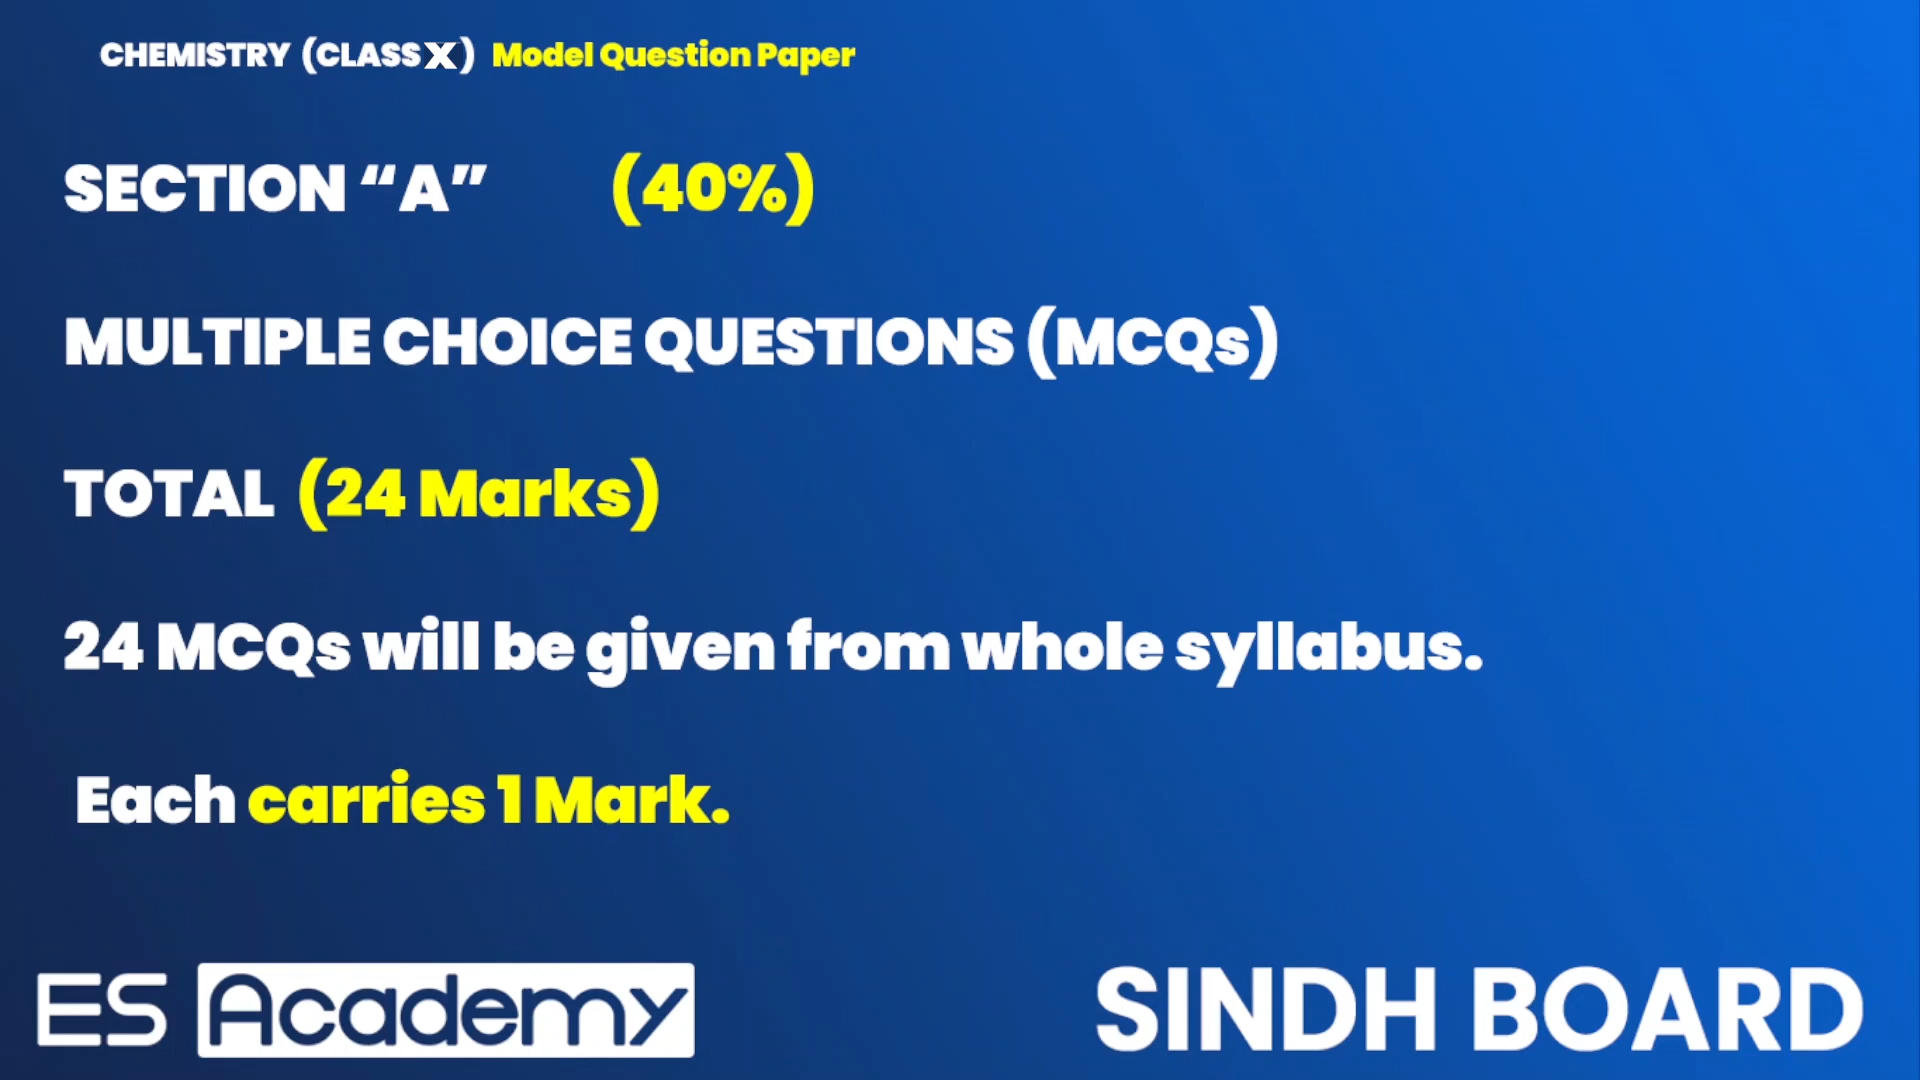 CHEMISTRY (CLASS X) Model Question Paper
SECTION “A” (40%)
MULTIPLE CHOICE QUESTIONS (MCQs)
TOTAL (24 Marks)
24 MCQs will be given from whole syllabus.
Each carries 1 Mark.
ES Academy
SINDH BOARD